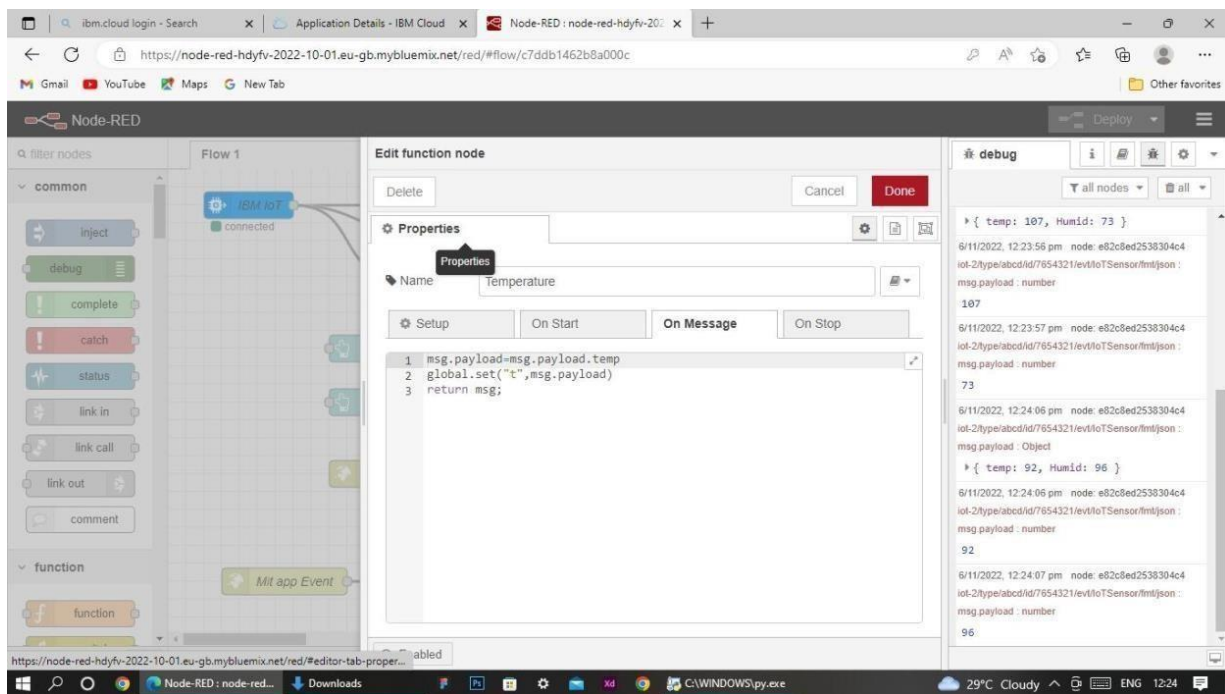 ibm.cloud login - Search
Application Details - IBM Cloud
Node-RED : node-red-hdyfv-202
https://node-red-hdyfv-2022-10-01.eu-gb.mybluemix.net/red/#flow/c7ddb1462b8a000c
Gmail YouTube Maps New Tab Other favorites
Node-RED Deploy
filter nodes
common
inject
debug
complete
catch
status
link in
link call
link out
comment
function
function
Flow 1
IBM IoT
connected
Mit app Event
Edit function node
Delete Cancel Done
Properties
Properties
Name Temperature
Setup On Start On Message On Stop
1 msg.payload=msg.payload.temp
2 global.set("t",msg.payload)
3 return msg;
debug
all nodes all
{ temp: 107, Humid: 73 }
6/11/2022, 12:23:56 pm node: e82c8ed2538304c4
iot-2/type/abcd/id/7654321/evt/IoTSensor/fmt/json :
msg.payload : number
107
6/11/2022, 12:23:57 pm node: e82c8ed2538304c4
iot-2/type/abcd/id/7654321/evt/IoTSensor/fmt/json :
msg.payload : number
73
6/11/2022, 12:24:06 pm node: e82c8ed2538304c4
iot-2/type/abcd/id/7654321/evt/IoTSensor/fmt/json :
msg.payload : Object
{ temp: 92, Humid: 96 }
6/11/2022, 12:24:06 pm node: e82c8ed2538304c4
iot-2/type/abcd/id/7654321/evt/IoTSensor/fmt/json :
msg.payload : number
92
6/11/2022, 12:24:07 pm node: e82c8ed2538304c4
iot-2/type/abcd/id/7654321/evt/IoTSensor/fmt/json :
msg.payload : number
96
https://node-red-hdyfv-2022-10-01.eu-gb.mybluemix.net/red/#editor-tab-proper...
Node-RED : node-red... Downloads Ps Xd C:\WINDOWS\py.exe 29°C Cloudy ENG 12:24